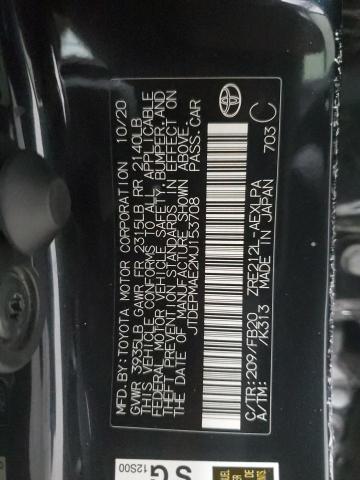 MFD.BY:TOYOTA MOTOR CORPORATION 10/20
GVWR 3935LB GAWR FR 2315LB RR 2140LB
THIS VEHICLE CONFORMS TO ALL APPLICABLE
FEDERAL MOTOR VEHICLE SAFETY, BUMPER, AND
THEFT PREVENTION STANDARDS IN EFFECT ON
THE DATE OF MANUFACTURE SHOWN ABOVE.
JTDEPMAE2MJ153708 PASS.CAR
C/TR:209/FB20 ZRE212L-AEXLPA
A/TM: /K313 MADE IN JAPAN 703 C
SG
12S00